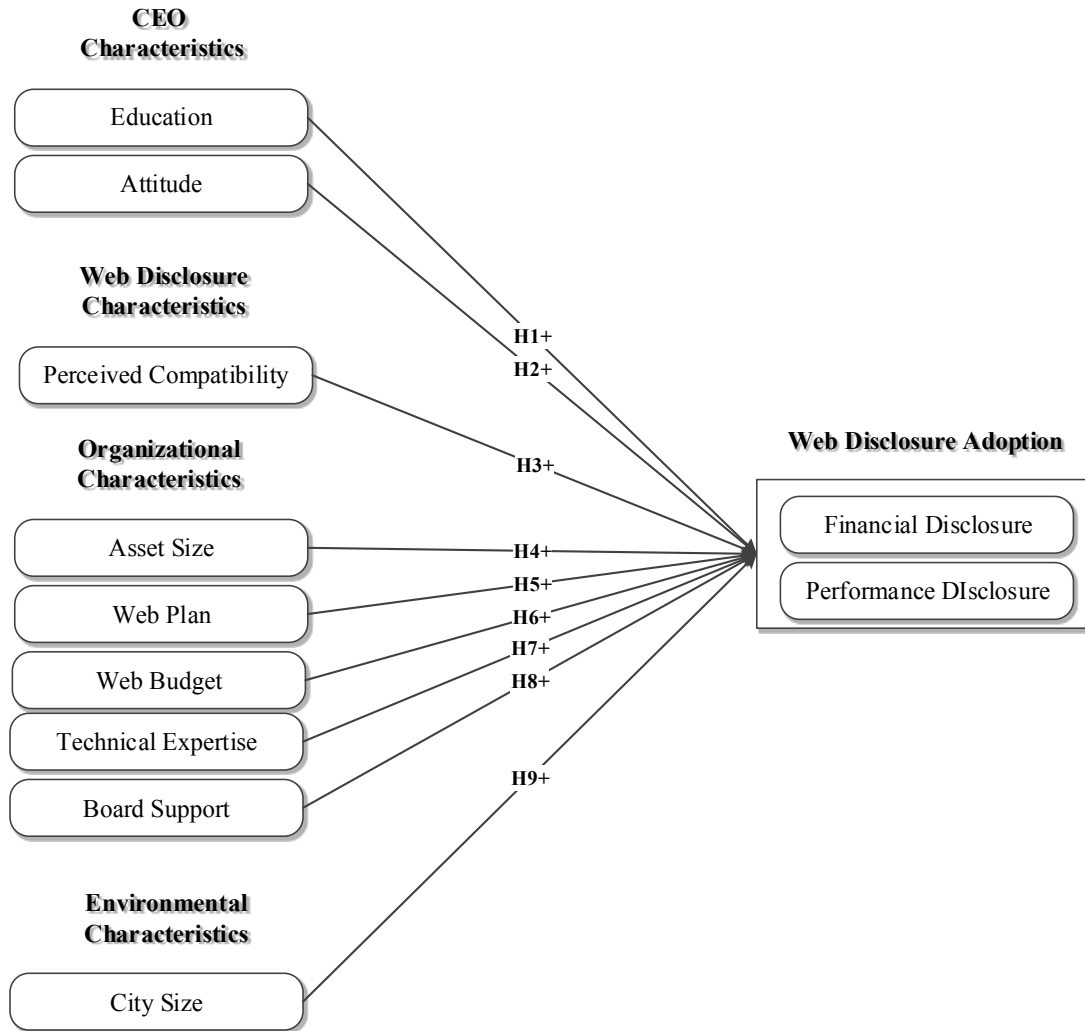 CEO
Characteristics
Education
Attitude
Web Disclosure
Characteristics
Perceived Compatibility
Organizational
Characteristics
Asset Size
Web Plan
Web Budget
Technical Expertise
Board Support
Environmental
Characteristics
City Size
H1+
H2+
H3+
H4+
H5+
H6+
H7+
H8+
H9+
Web Disclosure Adoption
Financial Disclosure
Performance DIsclosure